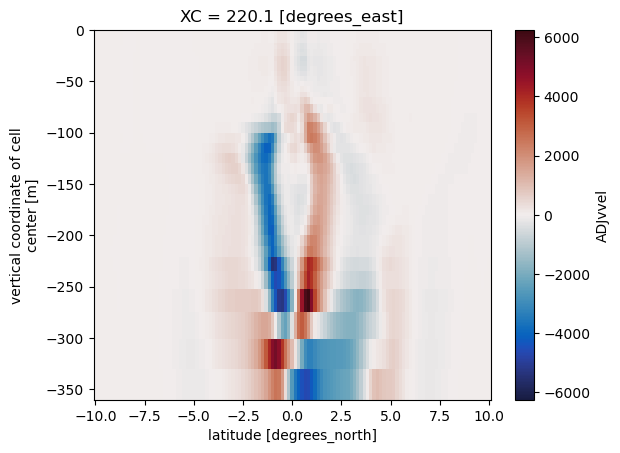 XC = 220.1 [degrees_east]
0
−50
−100
−150
−200
−250
−300
−350
vertical coordinate of cell
center [m]
−10.0 −7.5 −5.0 −2.5 0.0 2.5 5.0 7.5 10.0
latitude [degrees_north]
6000
4000
2000
0
−2000
−4000
−6000
ADJvvel